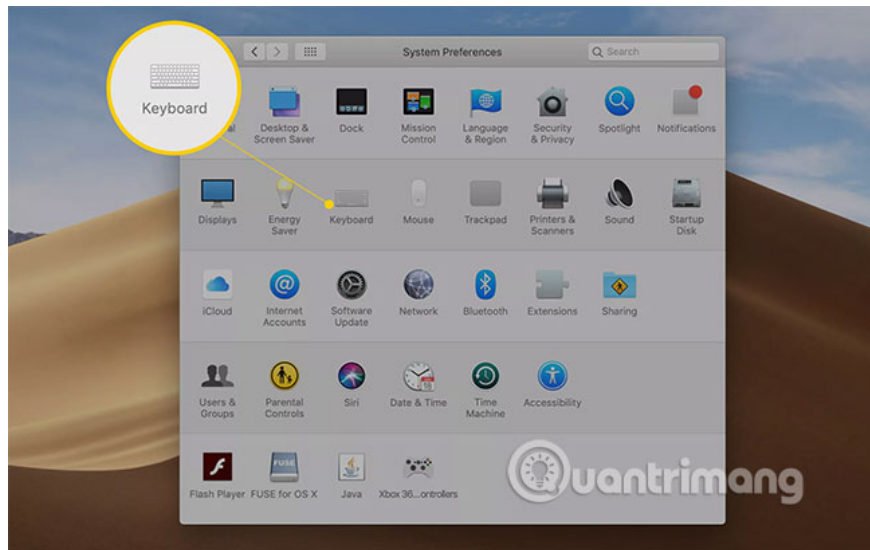 System Preferences
Search
Keyboard
al
Desktop &
Screen Saver
Dock
Mission
Control
Language
& Region
Security
& Privacy
Spotlight
Notifications
Displays
Energy
Saver
Keyboard
Mouse
Trackpad
Printers &
Scanners
Sound
Startup
Disk
iCloud
Internet
Accounts
Software
Update
Network
Bluetooth
Extensions
Sharing
Users &
Groups
Parental
Controls
Siri
Date & Time
Time
Machine
Accessibility
FUSE
Flash Player
FUSE for OS X
Java
Xbox 36...ontrollers
Quantrimang